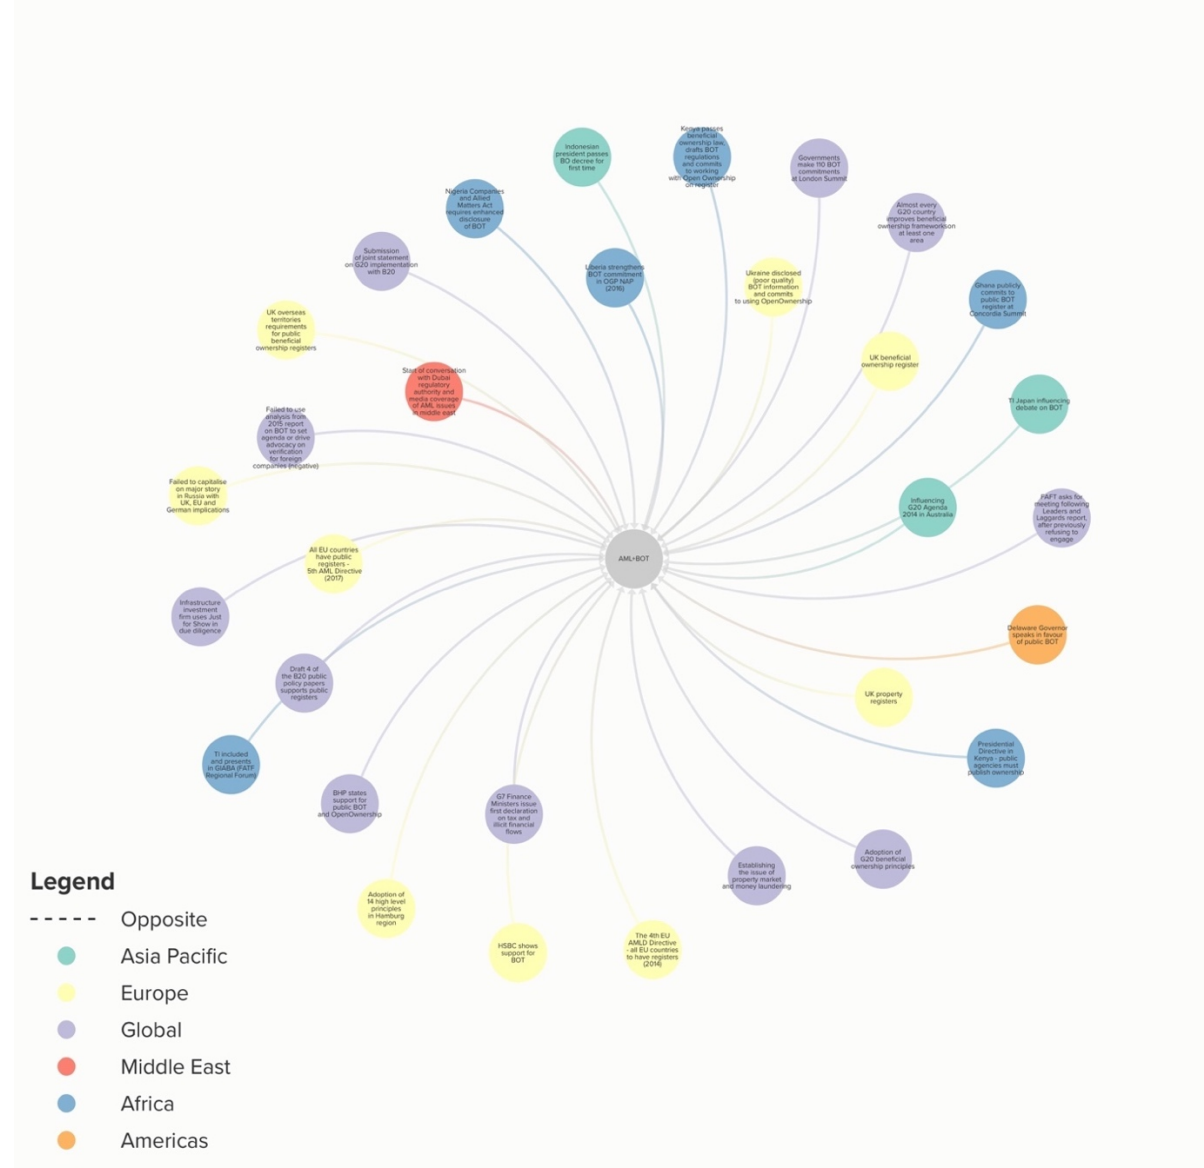 Indonesian
president passes
BO decree for
first time
Kenya passes
beneficial
ownership law,
drafts BOT
regulations
and commits
to working
with Open Ownership
on register
Governments
make 110 BOT
commitments
at London Summit
Nigeria Companies
and Allied
Matters Act
requires enhanced
disclosure
of BOT
Almost every
G20 country
improves beneficial
ownership frameworkson
at least one
area
Submission
of joint statement
on G20 implementation
with B20
Liberia strengthens
BOT commitment
in OGP NAP
(2016)
Ukraine disclosed
(poor quality)
BOT information
and commits
to using OpenOwnership
Ghana publicly
commits to
public BOT
register at
Concordia Summit
UK overseas
territories
requirements
for public
beneficial
ownership registers
UK beneficial
ownership register
Start of conversation
with Dubai
regulatory
authority and
media coverage
of AML issues
in middle east
TI Japan influencing
debate on BOT
Failed to use
analysis from
2015 report
on BOT to set
agenda or drive
advocacy on
verification
for foreign
companies (negative)
Failed to capitalise
on major story
in Russia with
UK, EU and
German implications
Influencing
G20 Agenda
2014 in Australia
FAFT asks for
meeting following
Leaders and
Laggards report,
after previously
refusing to
engage
All EU countries
have public
registers -
5th AML Directive
(2017)
AML+BOT
Infrastructure
investment
firm uses Just
for Show in
due diligence
Delaware Governor
speaks in favour
of public BOT
Draft 4 of
the B20 public
policy papers
supports public
registers
UK property
registers
TI included
and presents
in GIABA (FATF
Regional Forum)
Presidential
Directive in
Kenya - public
agencies must
publish ownership
BHP states
support for
public BOT
and OpenOwnership
G7 Finance
Ministers issue
first declaration
on tax and
illicit financial
flows
Establishing
the issue of
property market
and money laundering
Adoption of
G20 beneficial
ownership principles
Adoption of
14 high level
principles
in Hamburg
region
HSBC shows
support for
BOT
The 4th EU
AMLD Directive
- all EU countries
to have registers
(2014)
Legend
Opposite
Asia Pacific
Europe
Global
Middle East
Africa
Americas